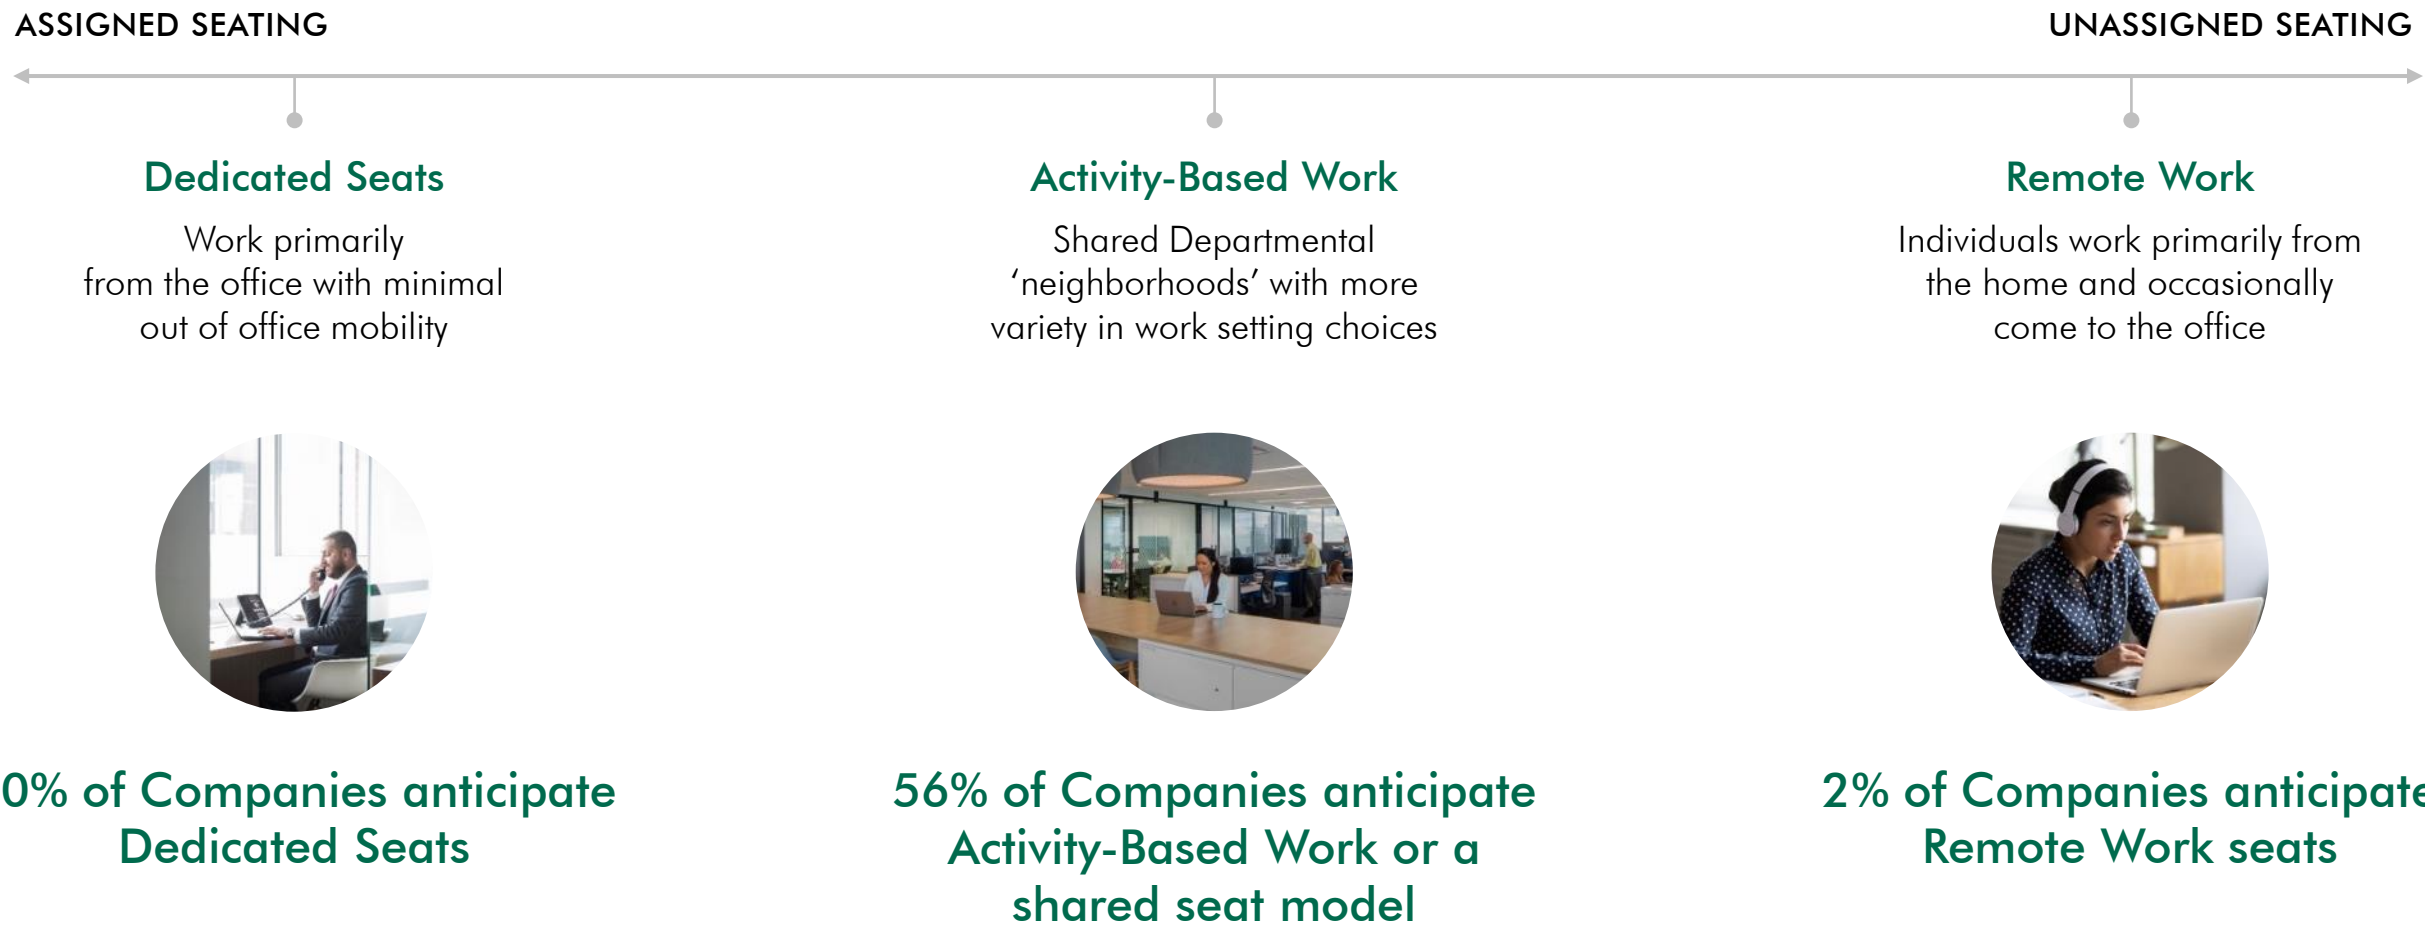 ASSIGNED SEATING
UNASSIGNED SEATING
Dedicated Seats
Work primarily
from the office with minimal
out of office mobility
Activity-Based Work
Shared Departmental
‘neighborhoods’ with more
variety in work setting choices
Remote Work
Individuals work primarily from
the home and occasionally
come to the office
0% of Companies anticipate
Dedicated Seats
56% of Companies anticipate
Activity-Based Work or a
shared seat model
2% of Companies anticipate
Remote Work seats